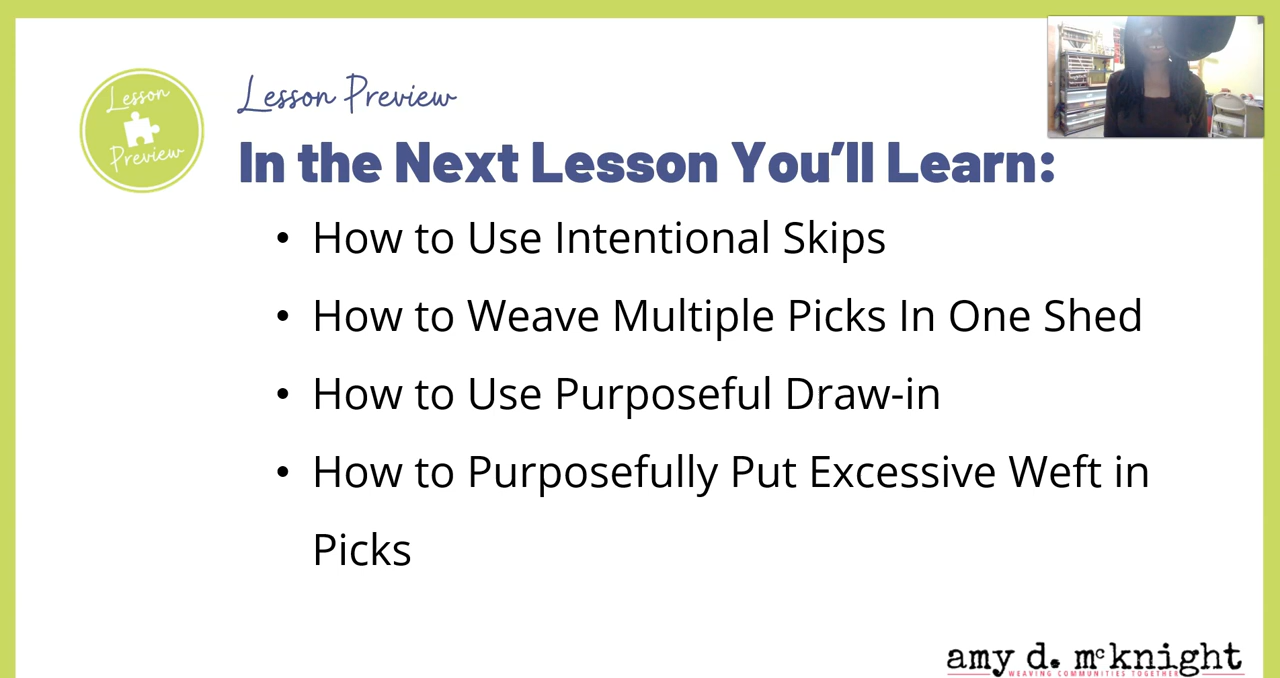 Lesson
Preview
Lesson Preview
In the Next Lesson You’ll Learn:
• How to Use Intentional Skips
• How to Weave Multiple Picks In One Shed
• How to Use Purposeful Draw-in
• How to Purposefully Put Excessive Weft in
Picks
amy d. mcknight
WEAVING COMMUNITIES TOGETHER